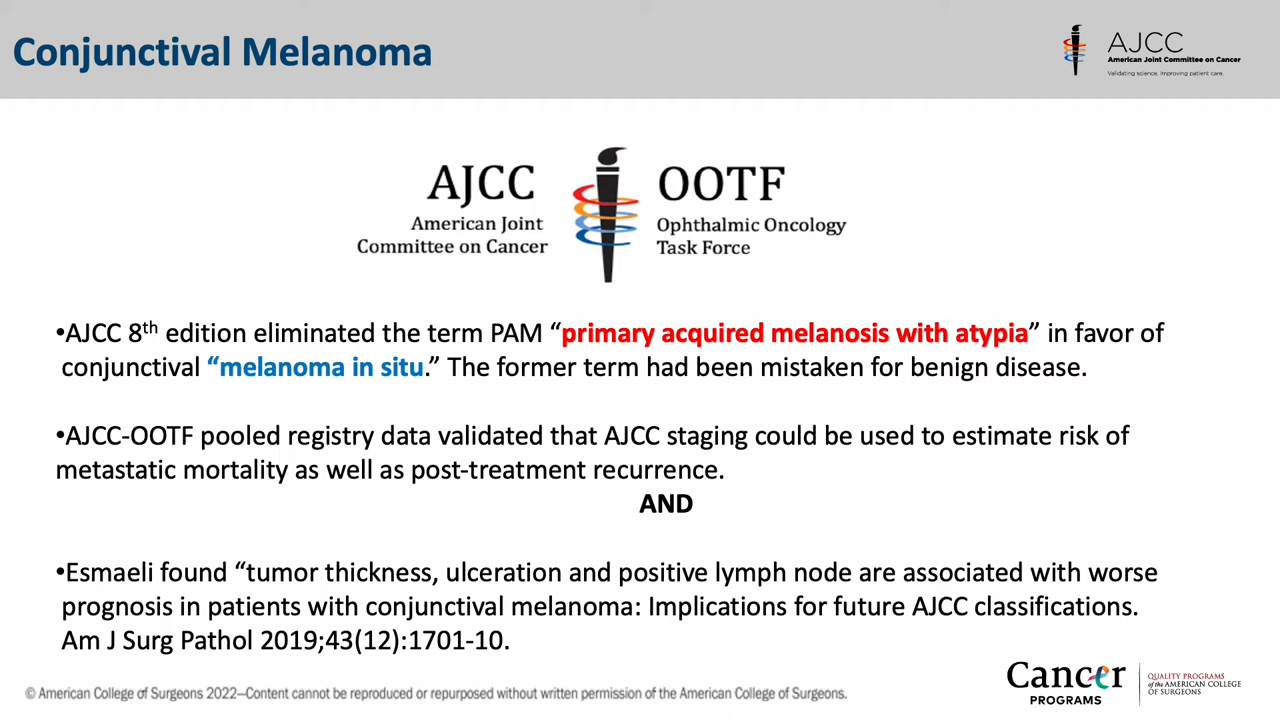 Conjunctival Melanoma
AJCC
American Joint Committee on Cancer
Validating science. Improving patient care.
AJCC
American Joint
Committee on Cancer
OOTF
Ophthalmic Oncology
Task Force
•AJCC 8th edition eliminated the term PAM “primary acquired melanosis with atypia” in favor of
conjunctival “melanoma in situ.” The former term had been mistaken for benign disease.
•AJCC-OOTF pooled registry data validated that AJCC staging could be used to estimate risk of
metastatic mortality as well as post-treatment recurrence.
AND
•Esmaeli found “tumor thickness, ulceration and positive lymph node are associated with worse
prognosis in patients with conjunctival melanoma: Implications for future AJCC classifications.
Am J Surg Pathol 2019;43(12):1701-10.
© American College of Surgeons 2022—Content cannot be reproduced or repurposed without written permission of the American College of Surgeons.
Cancer
PROGRAMS
QUALITY PROGRAMS
of the AMERICAN COLLEGE
OF SURGEONS